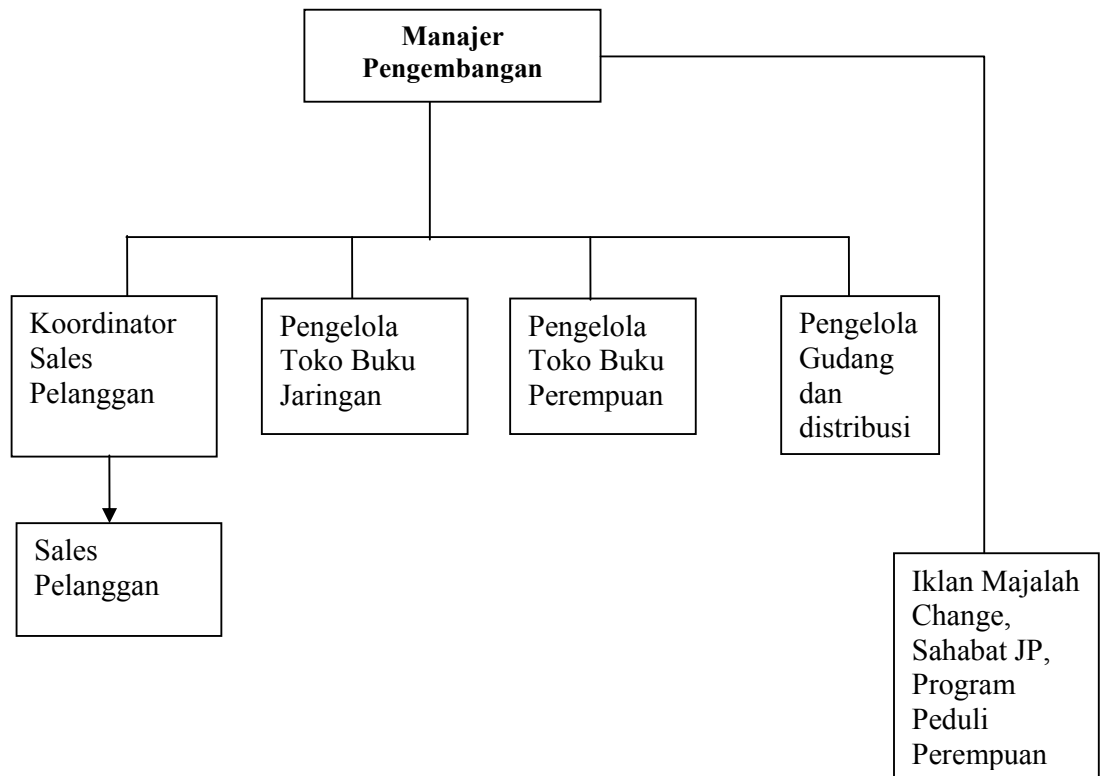 Manajer
Pengembangan
Koordinator
Sales
Pelanggan
Pengelola
Toko Buku
Jaringan
Pengelola
Toko Buku
Perempuan
Pengelola
Gudang
dan
distribusi
Sales
Pelanggan
Iklan Majalah
Change,
Sahabat JP,
Program
Peduli
Perempuan